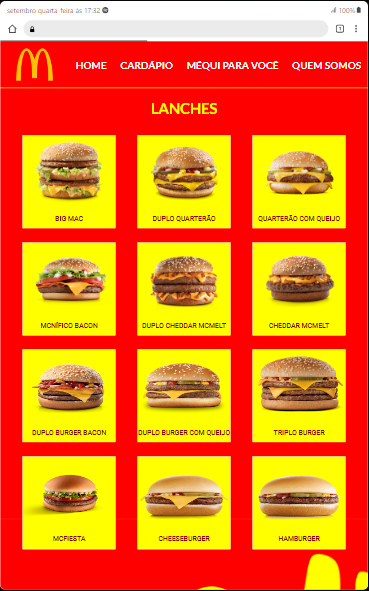 setembro quarta-feira às 17:32
100%
1
HOME CARDÁPIO MÉQUI PARA VOCÊ QUEM SOMOS
LANCHES
BIG MAC DUPLO QUARTERÃO QUARTERÃO COM QUEIJO
MCNÍFICO BACON DUPLO CHEDDAR MCMELT CHEDDAR MCMELT
DUPLO BURGER BACON DUPLO BURGER COM QUEIJO TRIPLO BURGER
MCFIESTA CHEESEBURGER HAMBURGER